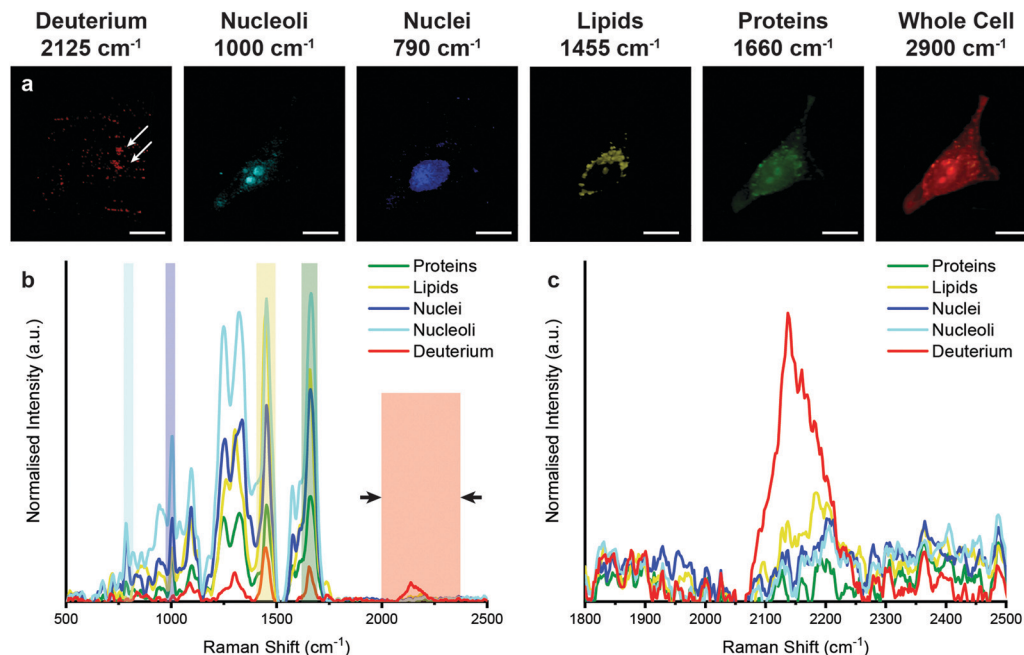 Deuterium
2125 cm⁻¹
Nucleoli
1000 cm⁻¹
Nuclei
790 cm⁻¹
Lipids
1455 cm⁻¹
Proteins
1660 cm⁻¹
Whole Cell
2900 cm⁻¹
a
b
Proteins
Lipids
Nuclei
Nucleoli
Deuterium
Normalised Intensity (a.u.)
500 1000 1500 2000 2500
Raman Shift (cm⁻¹)
c
Proteins
Lipids
Nuclei
Nucleoli
Deuterium
Normalised Intensity (a.u.)
1800 1900 2000 2100 2200 2300 2400 2500
Raman Shift (cm⁻¹)